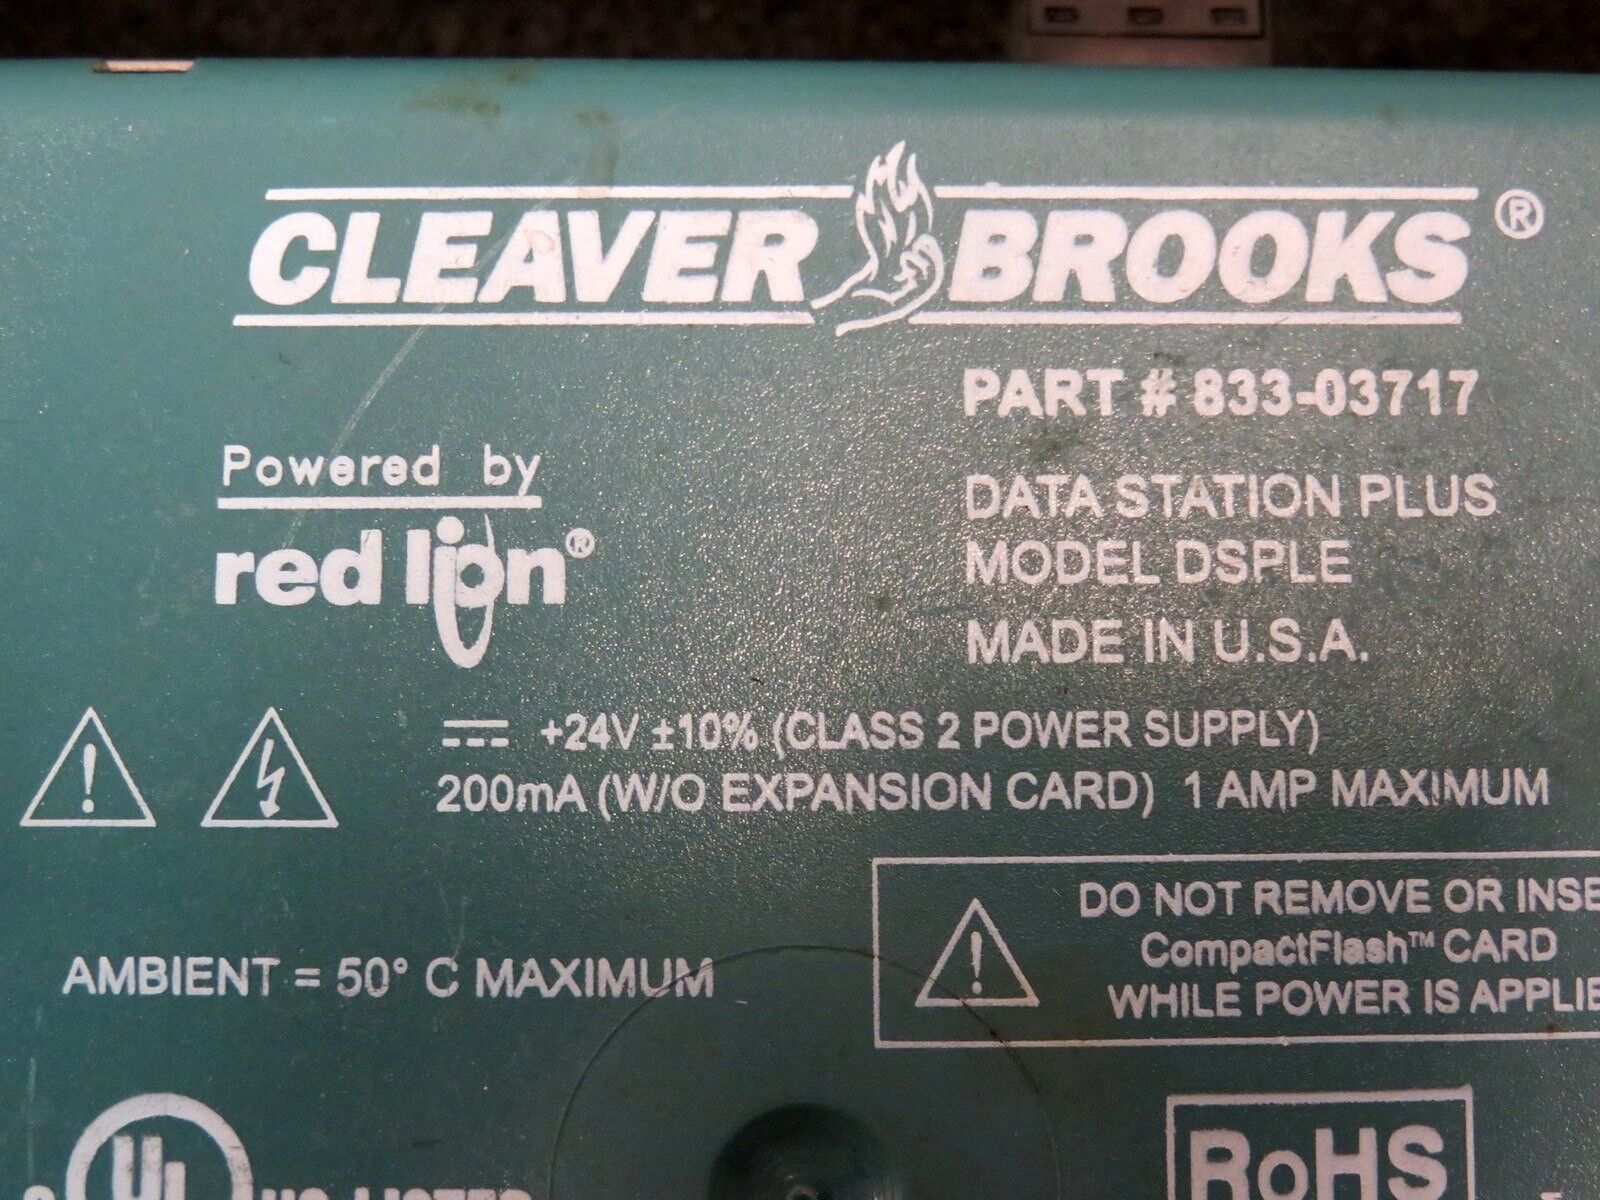 CLEAVER BROOKS®
PART # 833-03717
Powered by
red lion®
DATA STATION PLUS
MODEL DSPLE
MADE IN U.S.A.
+24V ±10% (CLASS 2 POWER SUPPLY)
200mA (W/O EXPANSION CARD) 1 AMP MAXIMUM
DO NOT REMOVE OR INSE
CompactFlash™ CARD
WHILE POWER IS APPLIE
AMBIENT = 50° C MAXIMUM
UL
RoHS